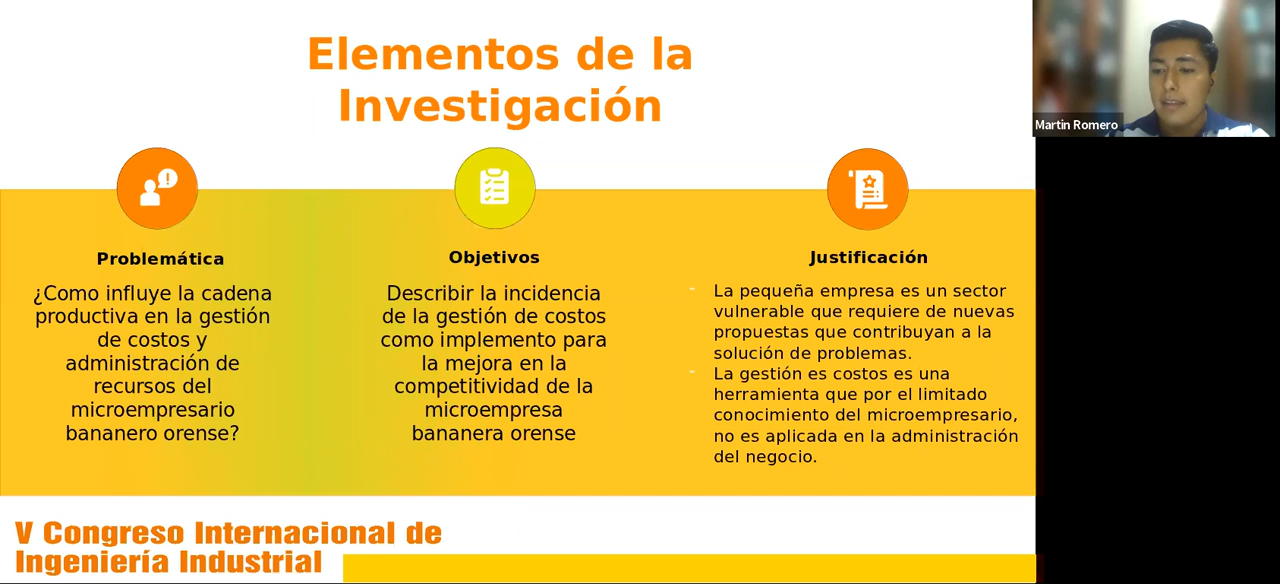 Elementos de la
Investigación
Martin Romero
Problemática
¿Como influye la cadena
productiva en la gestión
de costos y
administración de
recursos del
microempresario
bananero orense?
Objetivos
Describir la incidencia
de la gestión de costos
como implemento para
la mejora en la
competitividad de la
microempresa
bananera orense
Justificación
- La pequeña empresa es un sector
vulnerable que requiere de nuevas
propuestas que contribuyan a la
solución de problemas.
- La gestión es costos es una
herramienta que por el limitado
conocimiento del microempresario,
no es aplicada en la administración
del negocio.
V Congreso Internacional de
Ingeniería Industrial